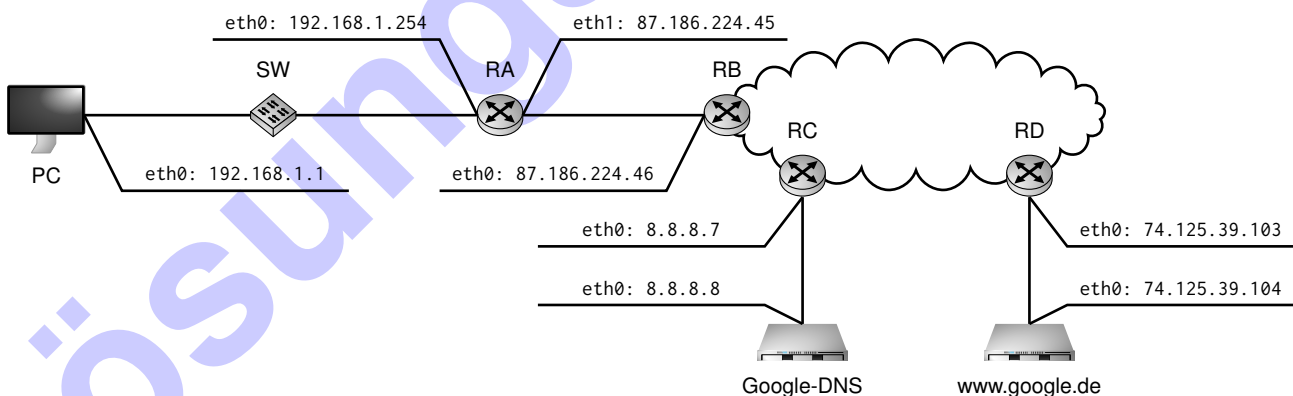 eth0: 192.168.1.254
eth1: 87.186.224.45
SW
RA
RB
RC
RD
PC
eth0: 192.168.1.1
eth0: 87.186.224.46
eth0: 8.8.8.7
eth0: 74.125.39.103
eth0: 8.8.8.8
eth0: 74.125.39.104
Google-DNS
www.google.de
ösung